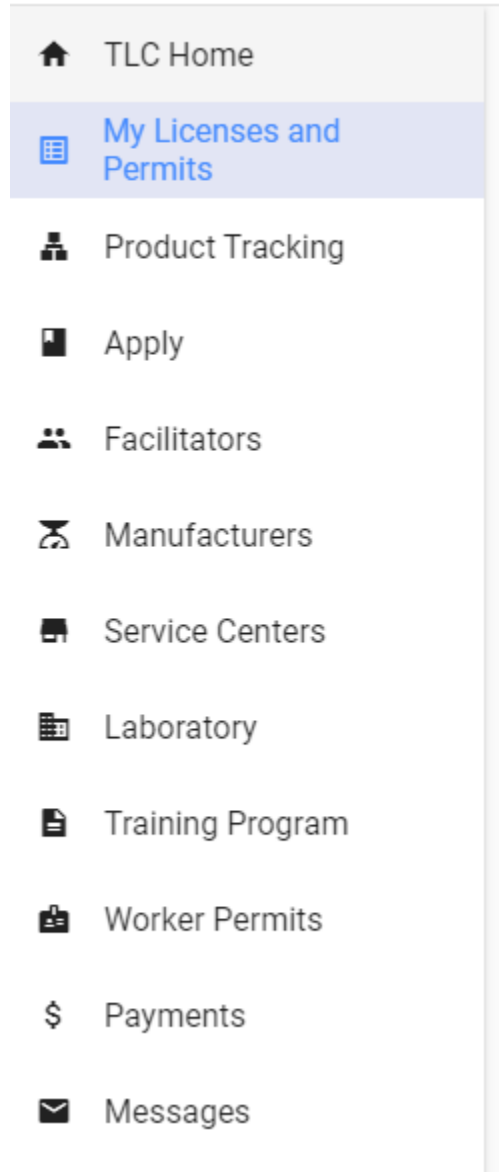 TLC Home
My Licenses and
Permits
Product Tracking
Apply
Facilitators
Manufacturers
Service Centers
Laboratory
Training Program
Worker Permits
$ Payments
Messages